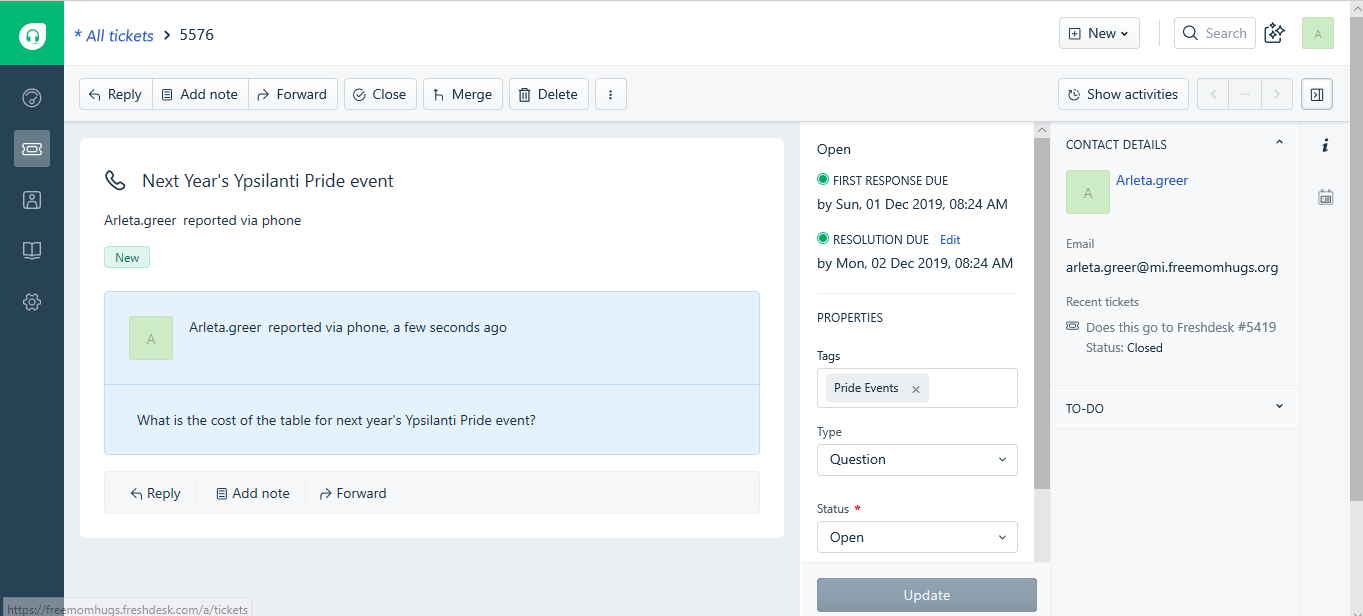 * All tickets > 5576
New
Search
A
Reply
Add note
Forward
Close
Merge
Delete
Show activities
Next Year's Ypsilanti Pride event
Arleta.greer reported via phone
New
A
Arleta.greer reported via phone, a few seconds ago
What is the cost of the table for next year's Ypsilanti Pride event?
Reply
Add note
Forward
Open
FIRST RESPONSE DUE
by Sun, 01 Dec 2019, 08:24 AM
RESOLUTION DUE Edit
by Mon, 02 Dec 2019, 08:24 AM
PROPERTIES
Tags
Pride Events ×
Type
Question
Status *
Open
Update
CONTACT DETAILS
A
Arleta.greer
Email
arleta.greer@mi.freemomhugs.org
Recent tickets
Does this go to Freshdesk #5419
Status: Closed
TO-DO
https://freemomhugs.freshdesk.com/a/tickets